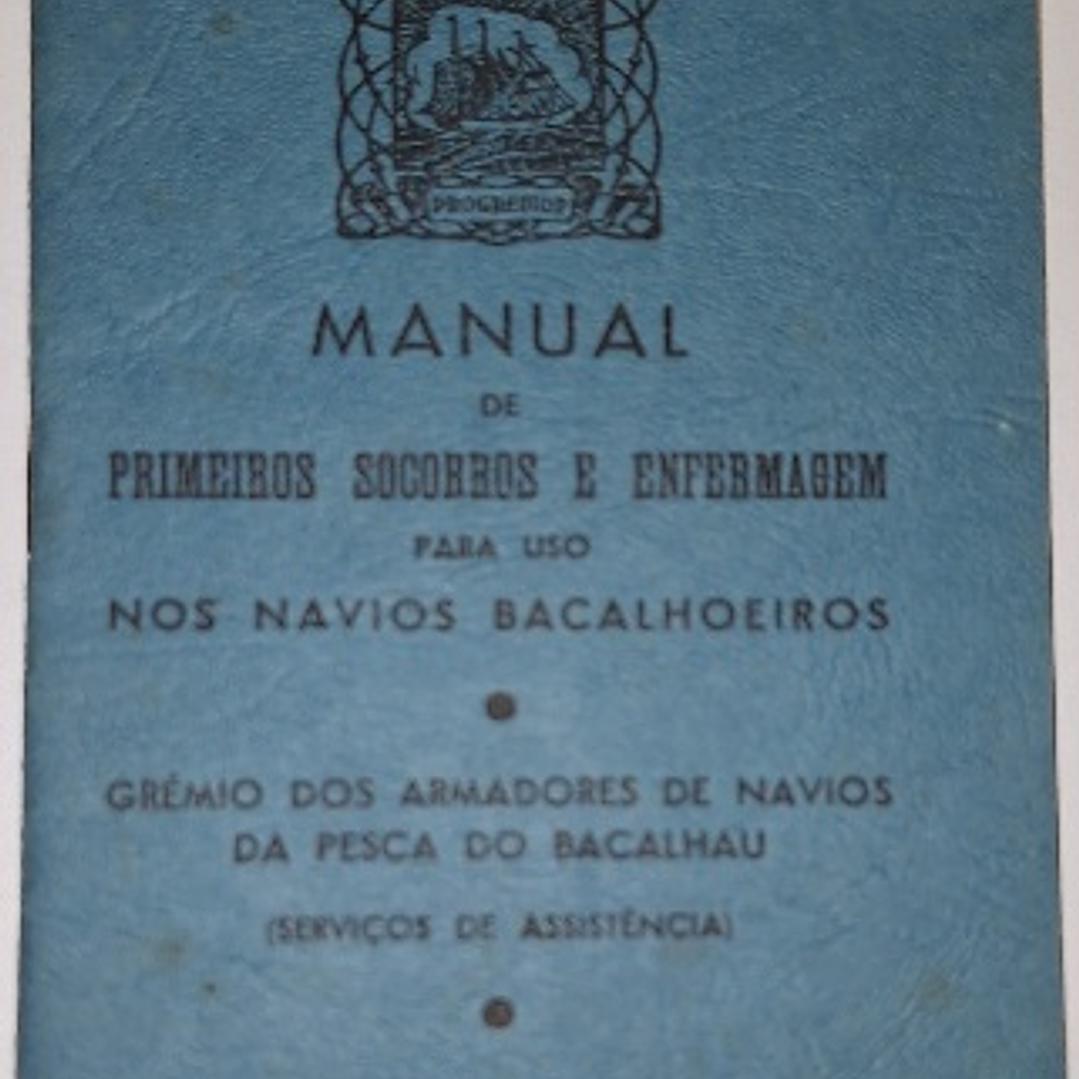 MANUAL
DE
PRIMEIROS SOCORROS E ENFERMAGEM
PARA USO
NOS NAVIOS BACALHOEIROS
GRÉMIO DOS ARMADORES DE NAVIOS
DA PESCA DO BACALHAU
(SERVIÇOS DE ASSISTÊNCIA)